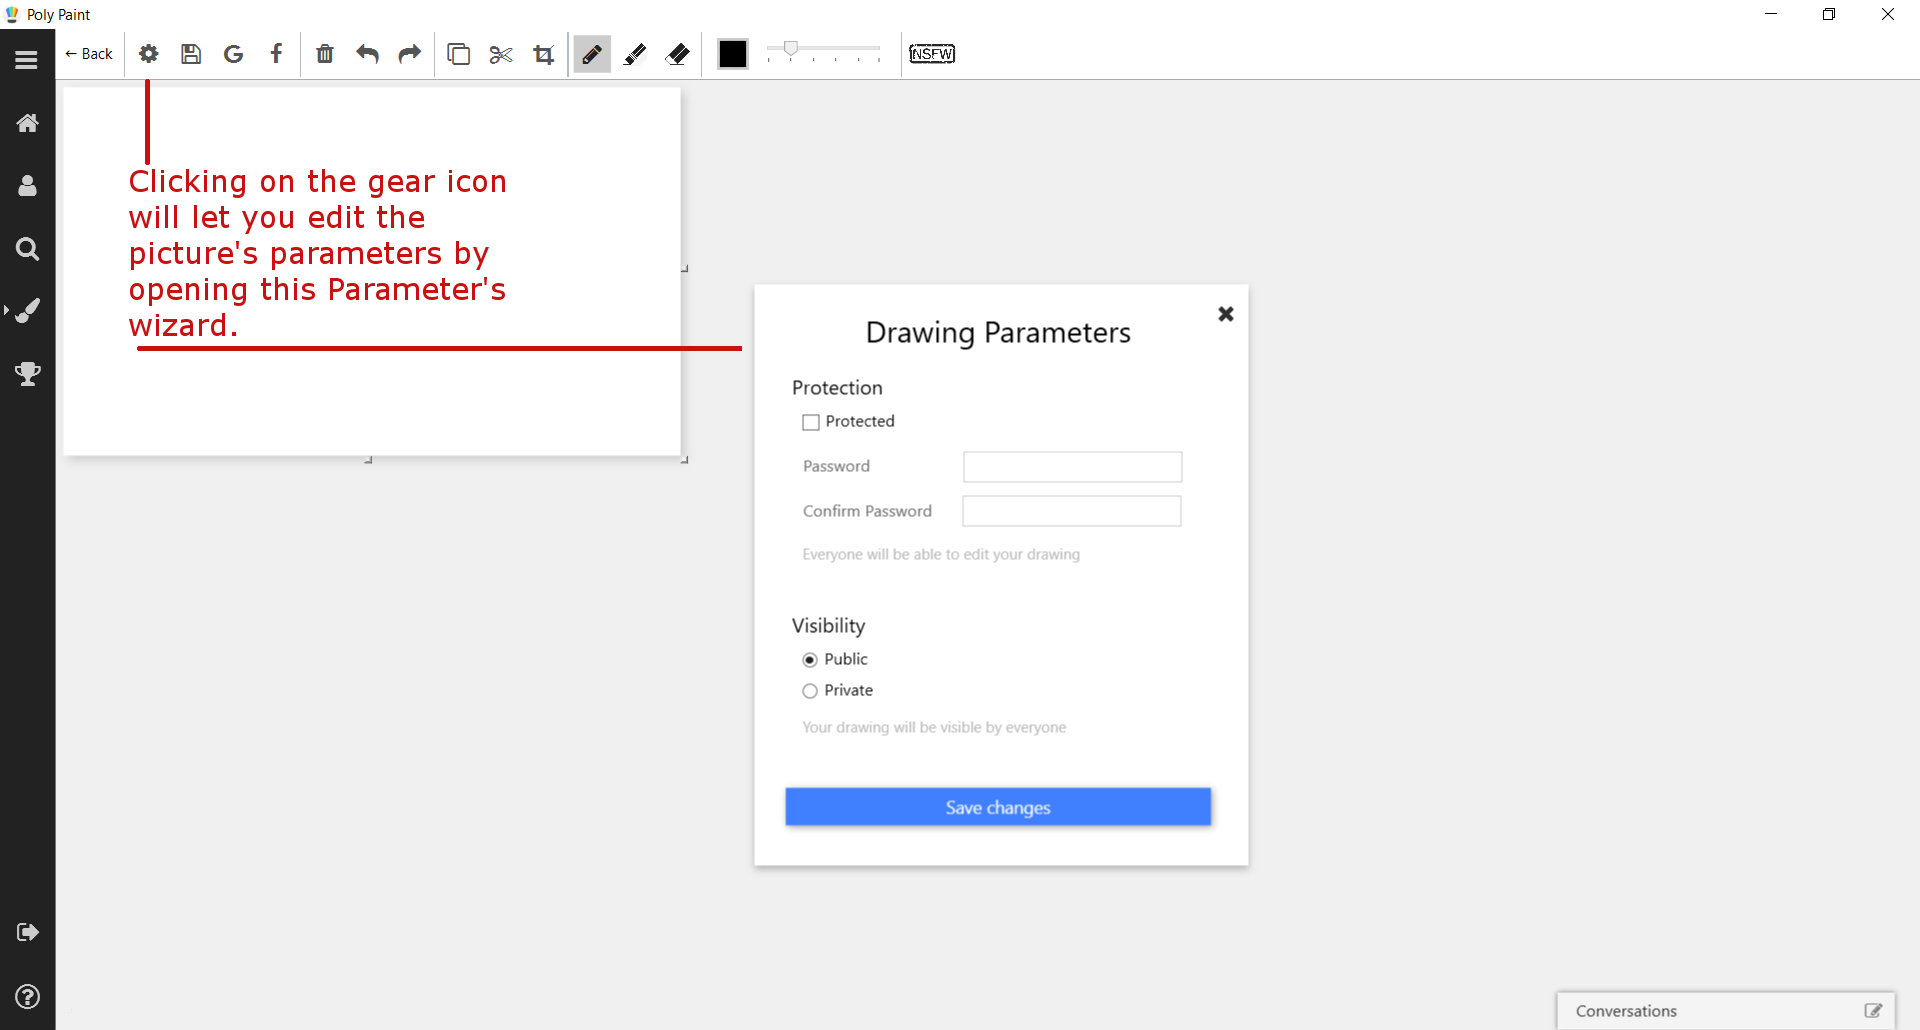 Poly Paint
← Back
NSFW
Clicking on the gear icon
will let you edit the
picture's parameters by
opening this Parameter's
wizard.
Drawing Parameters
Protection
Protected
Password
Confirm Password
Everyone will be able to edit your drawing
Visibility
Public
Private
Your drawing will be visible by everyone
Save changes
Conversations